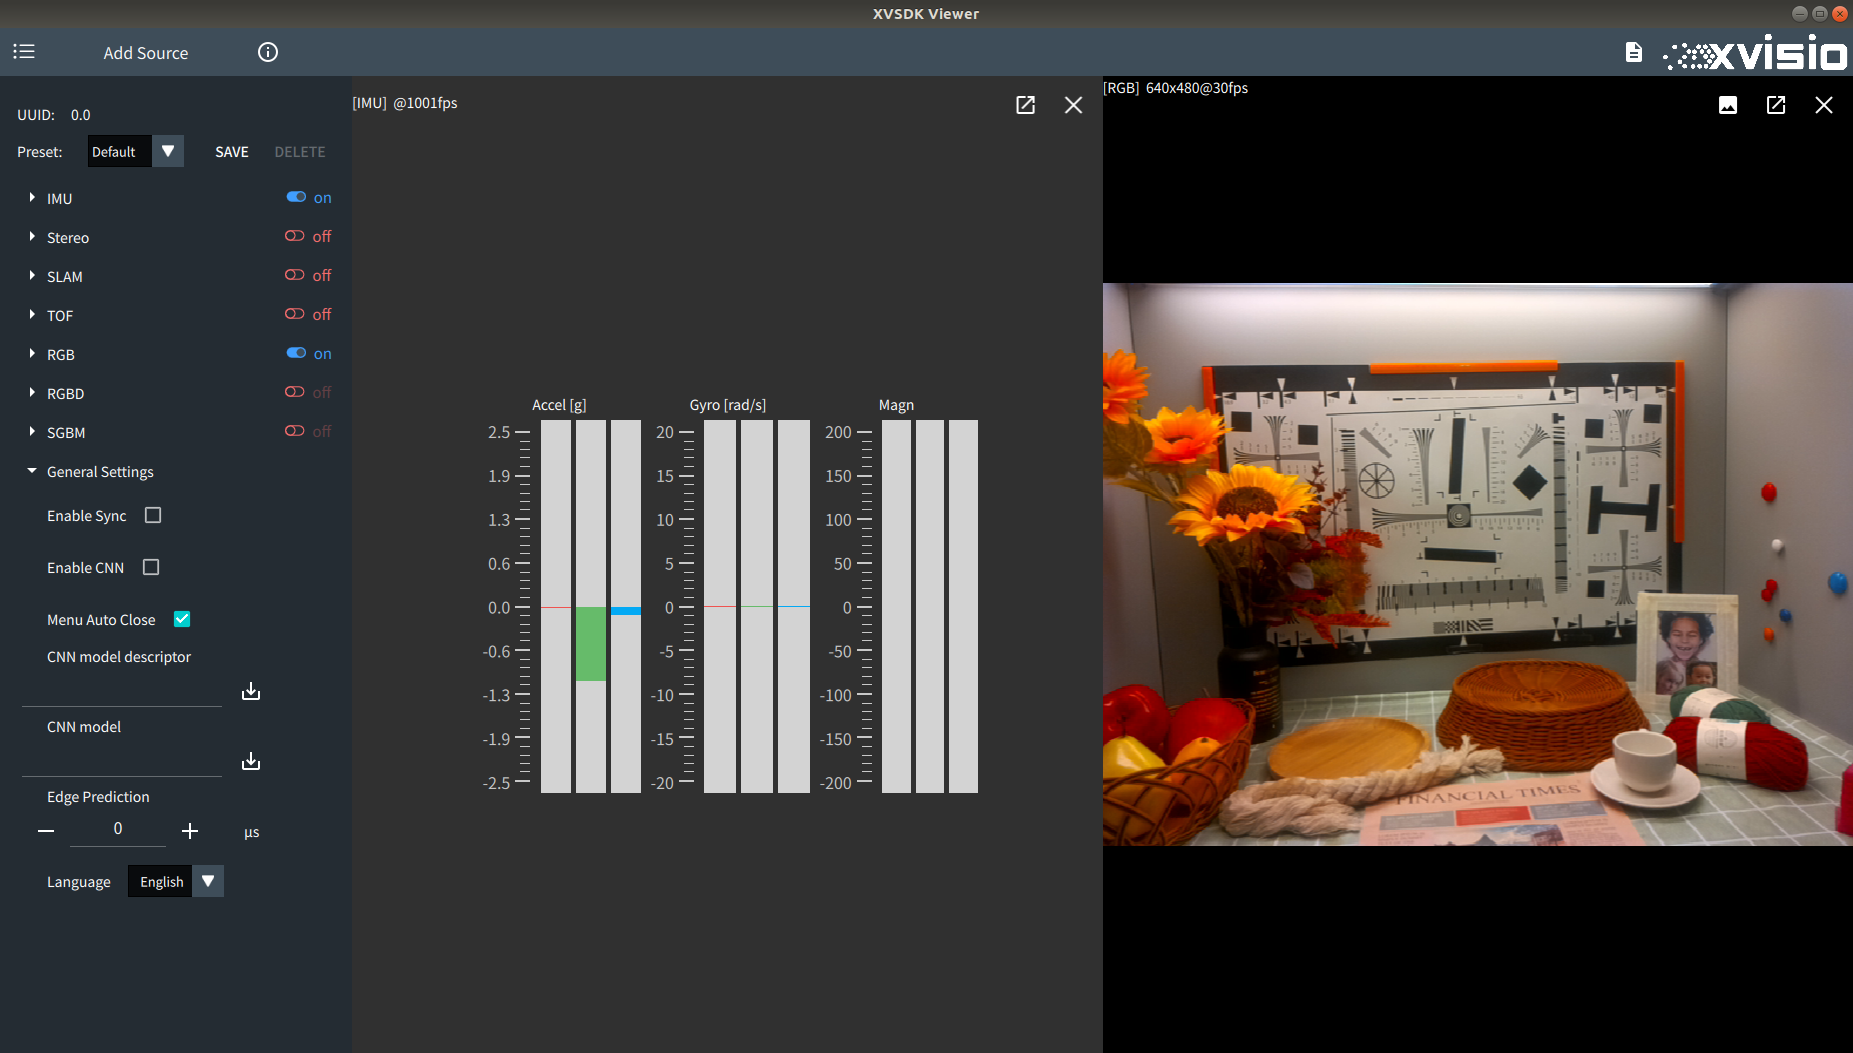 XVSDK Viewer
Add Source
xvisio
UUID: 0.0
Preset: Default SAVE DELETE
IMU on
Stereo off
SLAM off
TOF off
RGB on
RGBD off
SGBM off
General Settings
Enable Sync
Enable CNN
Menu Auto Close
CNN model descriptor
CNN model
Edge Prediction
0 µs
Language English
[IMU] @1001fps
Accel [g] Gyro [rad/s] Magn
2.5 20 200
1.9 15 150
1.3 10 100
0.6 5 50
0.0 0 0
-0.6 -5 -50
-1.3 -10 -100
-1.9 -15 -150
-2.5 -20 -200
[RGB] 640x480@30fps
FINANCIAL TIMES